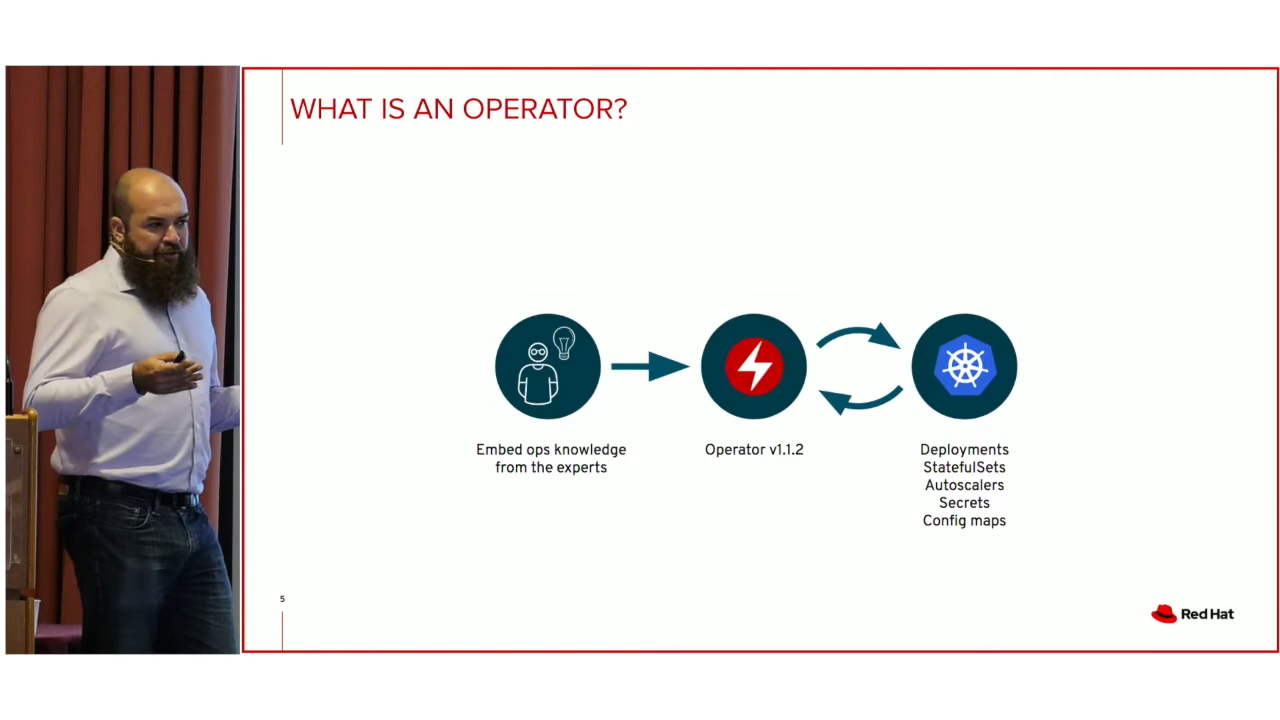 WHAT IS AN OPERATOR?
Embed ops knowledge
from the experts
Operator v1.1.2
Deployments
StatefulSets
Autoscalers
Secrets
Config maps
5
Red Hat